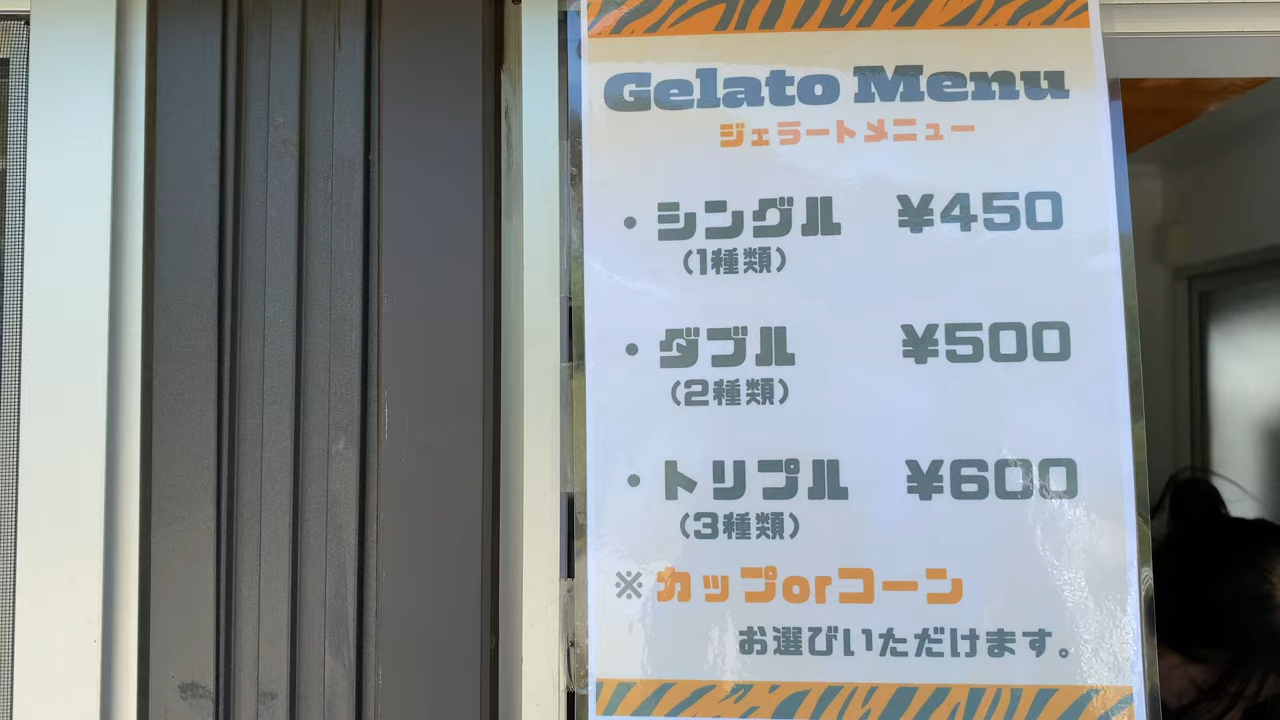 Gelato Menu
ジェラートメニュー
・シングル ¥450
(1種類)
・ダブル ¥500
(2種類)
・トリプル ¥600
(3種類)
※カップorコーン
お選びいただけます。